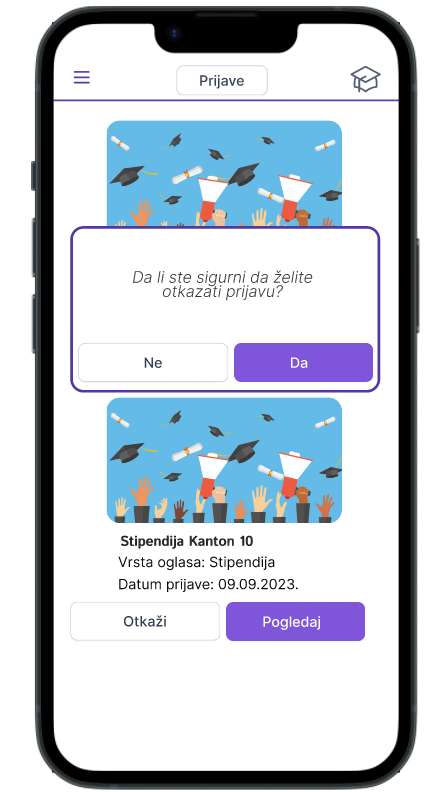 Prijave
Da li ste sigurni da želite
otkazati prijavu?
Ne
Da
Stipendija Kanton 10
Vrsta oglasa: Stipendija
Datum prijave: 09.09.2023.
Otkaži
Pogledaj